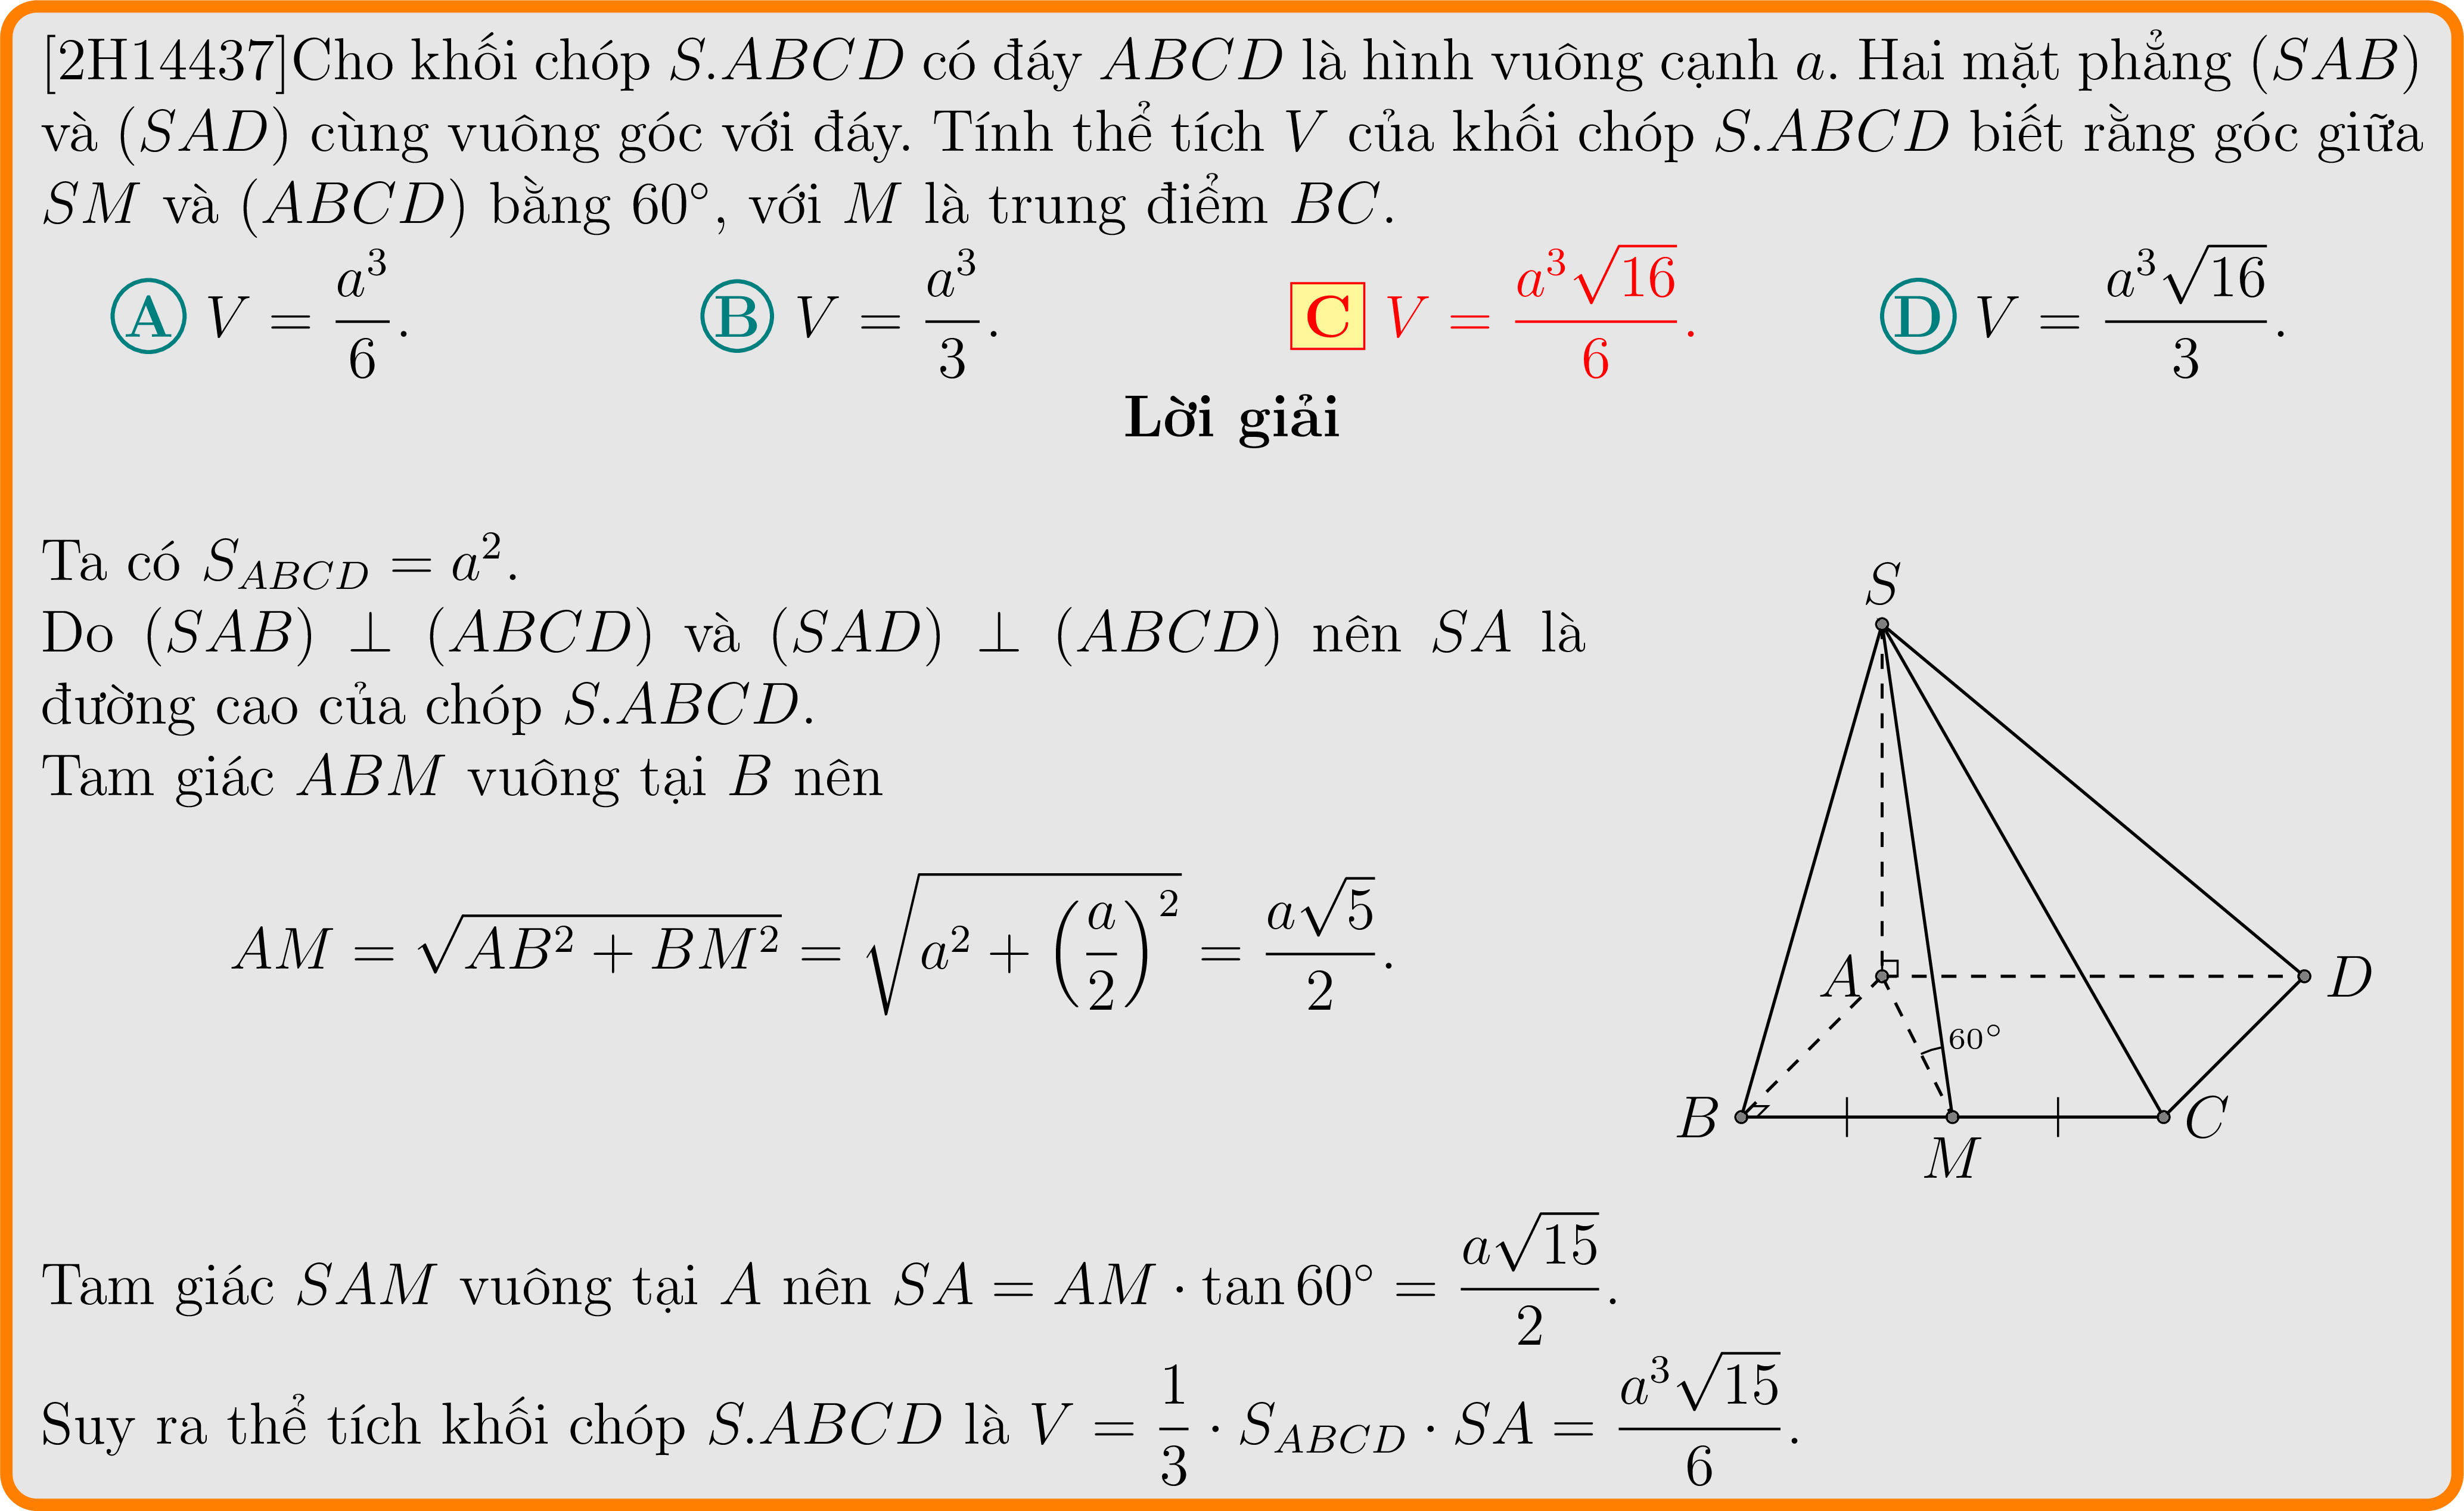 [2H14437]Cho khối chóp S.ABCD có đáy ABCD là hình vuông cạnh a. Hai mặt phẳng (SAB)
và (SAD) cùng vuông góc với đáy. Tính thể tích V của khối chóp S.ABCD biết rằng góc giữa
SM và (ABCD) bằng 60°, với M là trung điểm BC.
A V = \frac{a^3}{6}. B V = \frac{a^3}{3}. C V = \frac{a^3\sqrt{16}}{6}. D V = \frac{a^3\sqrt{16}}{3}.
Lời giải
Ta có S_{ABCD} = a^2.
Do (SAB) ⊥ (ABCD) và (SAD) ⊥ (ABCD) nên SA là
đường cao của chóp S.ABCD.
Tam giác ABM vuông tại B nên
AM = \sqrt{AB^2 + BM^2} = \sqrt{a^2 + \left(\frac{a}{2}\right)^2} = \frac{a\sqrt{5}}{2}.
S
A
D
60°
B
C
M
Tam giác SAM vuông tại A nên SA = AM · tan 60° = \frac{a\sqrt{15}}{2}.
Suy ra thể tích khối chóp S.ABCD là V = \frac{1}{3} · S_{ABCD} · SA = \frac{a^3\sqrt{15}}{6}.